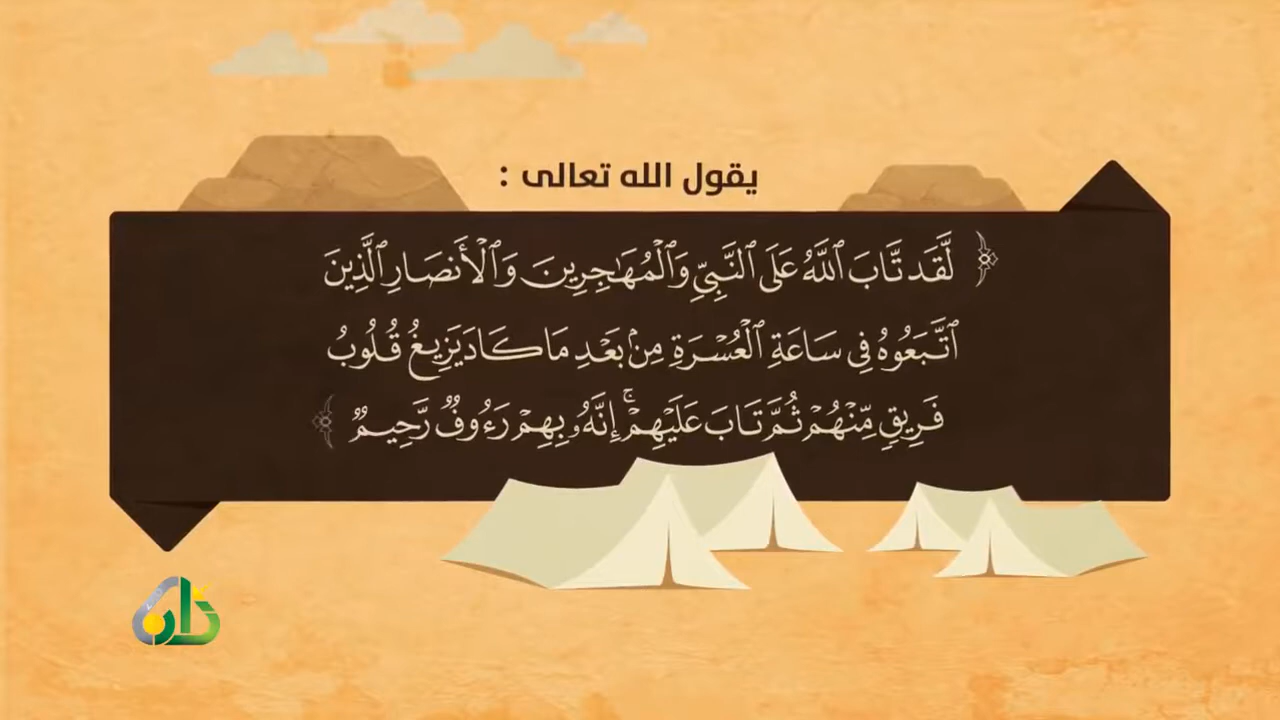 يقول الله تعالى :
﴿ لَّقَد تَّابَ ٱللَّهُ عَلَى ٱلنَّبِيِّ وَٱلْمُهَٰجِرِينَ وَٱلْأَنصَارِ ٱلَّذِينَ
ٱتَّبَعُوهُ فِى سَاعَةِ ٱلْعُسْرَةِ مِنۢ بَعْدِ مَا كَادَ يَزِيغُ قُلُوبُ
فَرِيقٍ مِّنْهُمْ ثُمَّ تَابَ عَلَيْهِمْ ۚ إِنَّهُۥ بِهِمْ رَءُوفٌ رَّحِيمٌ ﴾